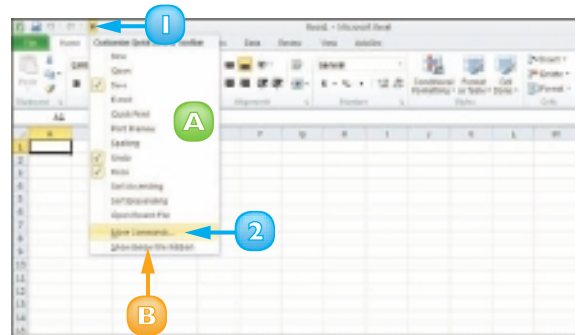 Book1 - Microsoft Excel
1
File Home Data Review View Add-Ins
Customize Quick Access Toolbar
New
Open
Save
E-mail
Quick Print
Print Preview
Spelling
Undo
Redo
Sort Ascending
Sort Descending
Open Recent File
More Commands...
Show Below the Ribbon
A
2
B
Paste
General
Conditional Formatting
Format as Table
Cell Styles
Insert
Delete
Format
Clipboard Alignment Number Styles Cells
A1
A F G H I J K L M
1
2
3
4
5
6
7
8
9
10
11
12
13
14
15